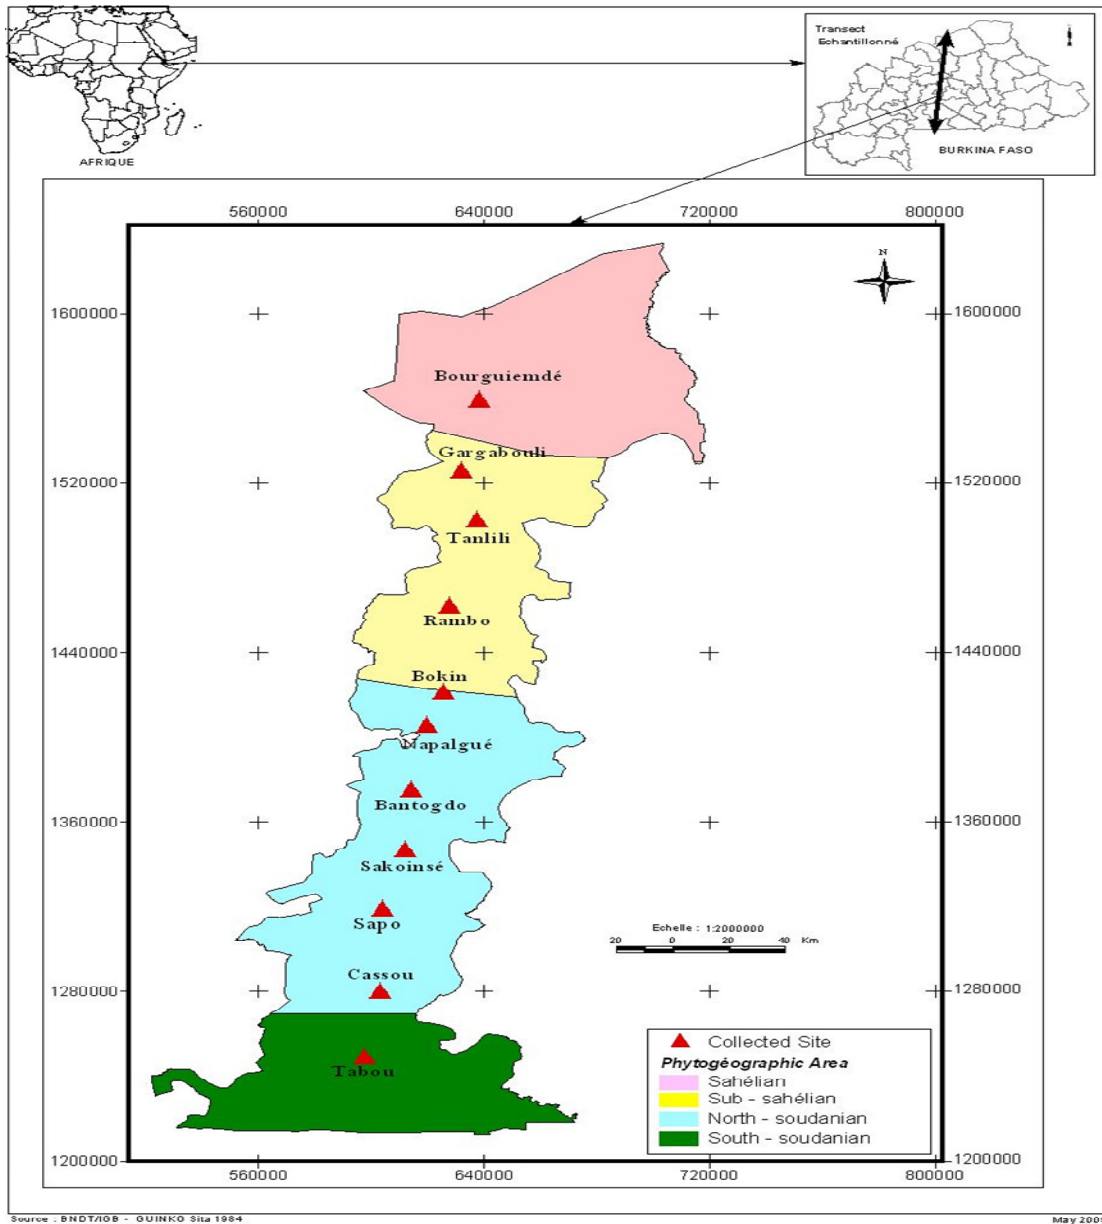 Transect
Echantillonné
AFRIQUE
BURKINA FASO
560000 640000 720000 800000
N
1600000 1600000
Bourguiemdé
Gargabouli
1520000 1520000
Tanlili
Rambo
1440000 1440000
Bokin
Napalgué
Bantogdo
1360000 1360000
Sakoinsé
Sapo
Echelle : 1:2000000
20 0 20 40 Km
Cassou
1280000 1280000
Tabou
Collected Site
Phytogéographic Area
Sahélian
Sub - sahélian
North - soudanian
South - soudanian
1200000 1200000
560000 640000 720000 800000
Source : BNDT/IGB - GUINKO Sita 1984
May